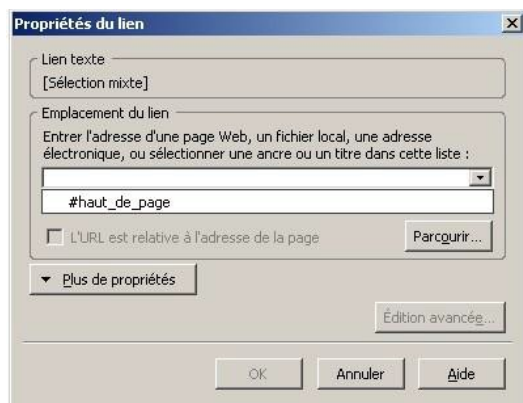 Propriétés du lien
Lien texte
[Sélection mixte]
Emplacement du lien
Entrer l'adresse d'une page Web, un fichier local, une adresse
électronique, ou sélectionner une ancre ou un titre dans cette liste :
#haut_de_page
L'URL est relative à l'adresse de la page
Parcourir...
Plus de propriétés
Édition avancée...
OK
Annuler
Aide